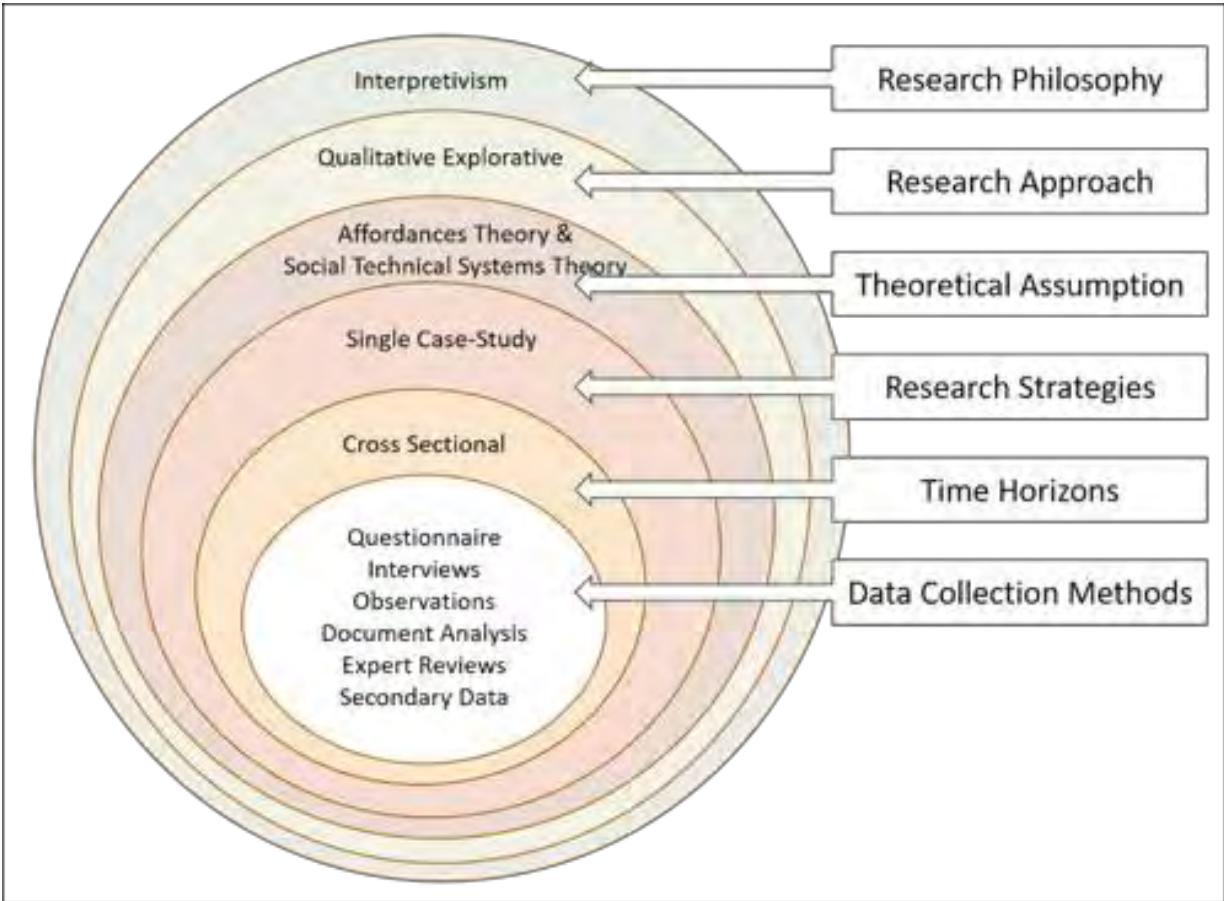 Interpretivism
Research Philosophy
Qualitative Explorative
Research Approach
Affordances Theory &
Social Technical Systems Theory
Theoretical Assumption
Single Case-Study
Research Strategies
Cross Sectional
Time Horizons
Questionnaire
Interviews
Observations
Document Analysis
Expert Reviews
Secondary Data
Data Collection Methods